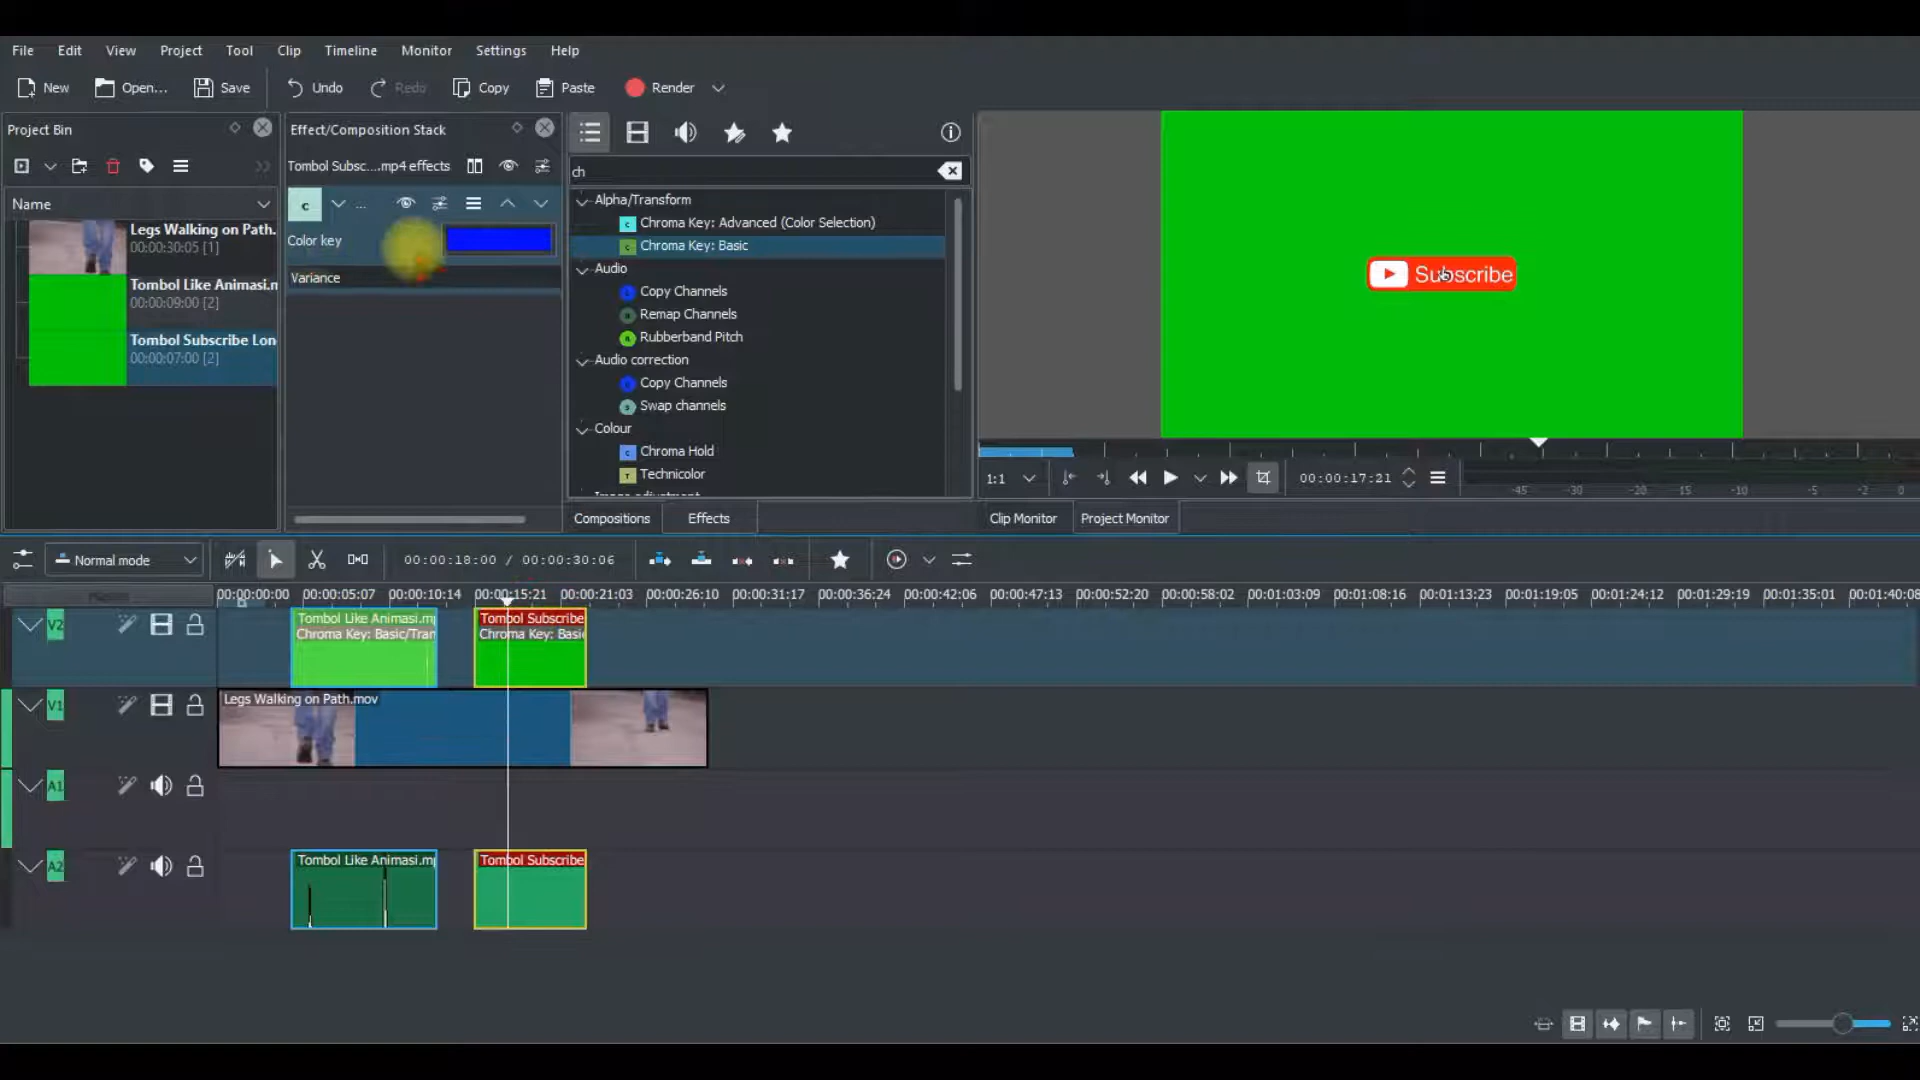 File Edit View Project Tool Clip Timeline Monitor Settings Help
New Open... Save Undo Redo Copy Paste Render
Project Bin
Name
Legs Walking on Path.
00:00:30:05 [1]
Tombol Like Animasi.m
00:00:09:00 [2]
Tombol Subscribe Lon
00:00:07:00 [2]
Effect/Composition Stack
Tombol Subsc....mp4 effects
c ...
Color key
Variance
ch
Alpha/Transform
Chroma Key: Advanced (Color Selection)
Chroma Key: Basic
Audio
Copy Channels
Remap Channels
Rubberband Pitch
Audio correction
Copy Channels
Swap channels
Colour
Chroma Hold
Technicolor
Compositions Effects
Subscribe
1:1 00:00:17:21
-45 -30 -20 15 -10 -5 -2 0
Clip Monitor Project Monitor
Normal mode 00:00:18:00 / 00:00:30:06
00:00:00:00 00:00:05:07 00:00:10:14 00:00:15:21 00:00:21:03 00:00:26:10 00:00:31:17 00:00:36:24 00:00:42:06 00:00:47:13 00:00:52:20 00:00:58:02 00:01:03:09 00:01:08:16 00:01:13:23 00:01:19:05 00:01:24:12 00:01:29:19 00:01:35:01 00:01:40:08
V2
Tombol Like Animasi.mp
Chroma Key: Basic/Tran
Tombol Subscribe
Chroma Key: Basi
V1
Legs Walking on Path.mov
A1
A2
Tombol Like Animasi.mp
Tombol Subscribe